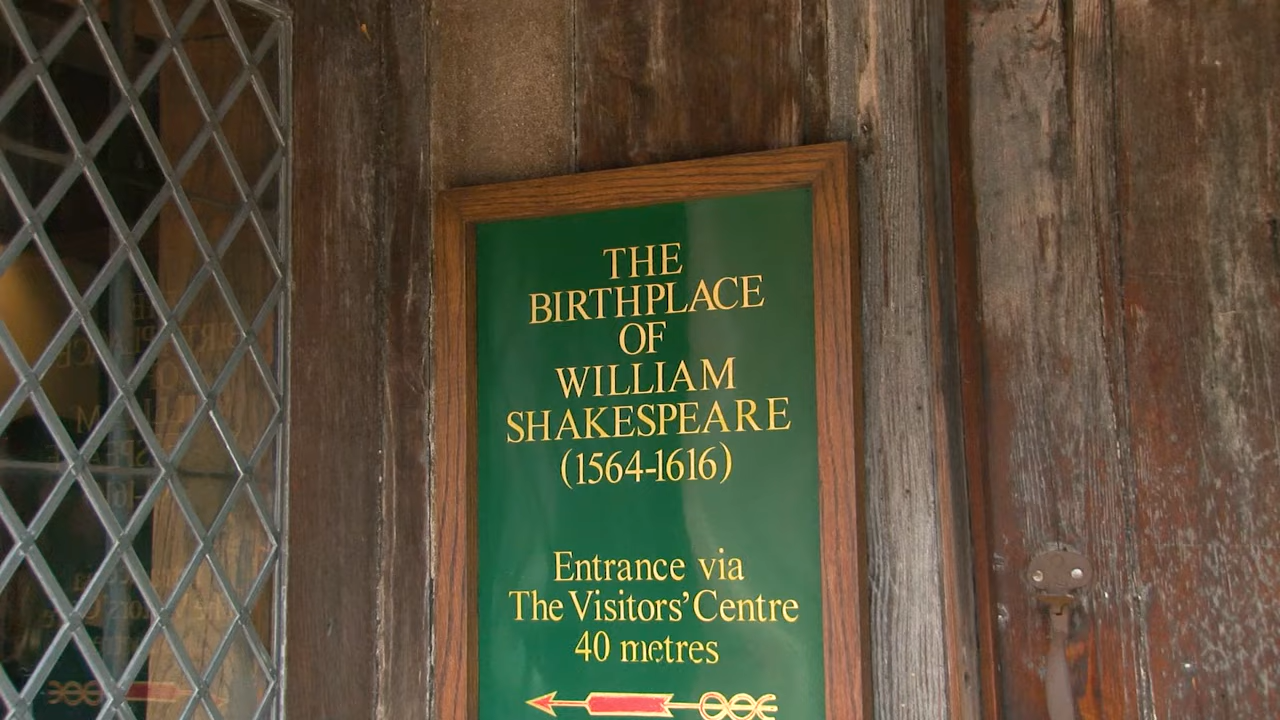 THE
BIRTHPLACE
OF
WILLIAM
SHAKESPEARE
(1564-1616)
Entrance via
The Visitors' Centre
40 metres